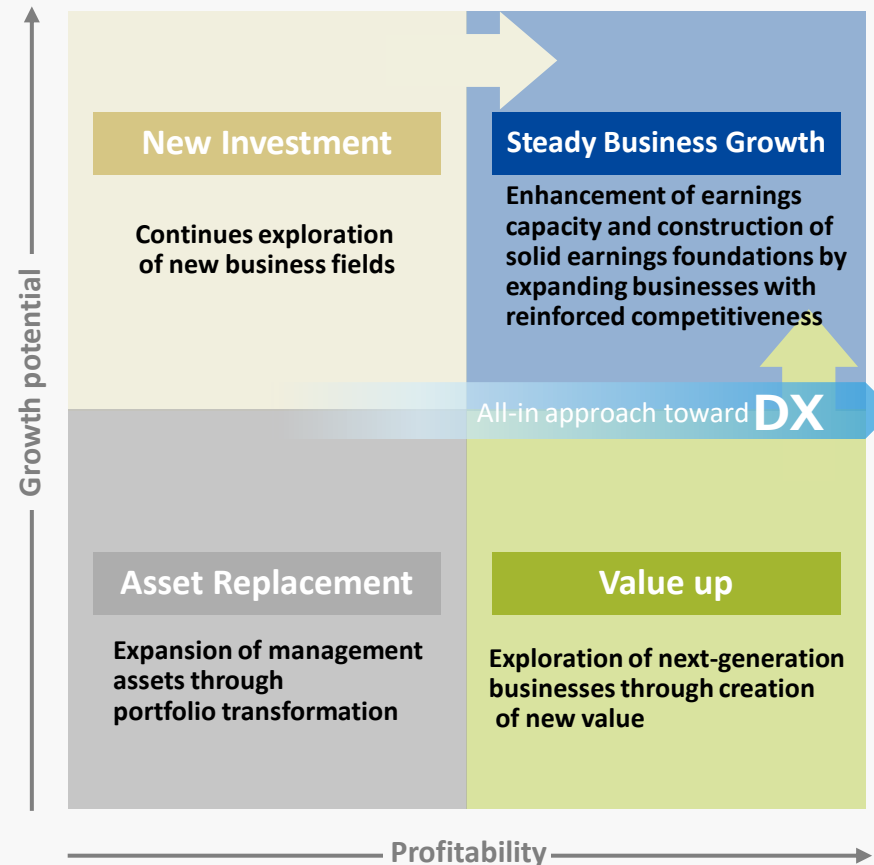 Growth potential
New Investment
Continues exploration
of new business fields
Steady Business Growth
Enhancement of earnings
capacity and construction of
solid earnings foundations by
expanding businesses with
reinforced competitiveness
All-in approach toward DX
Asset Replacement
Expansion of management
assets through
portfolio transformation
Value up
Exploration of next-generation
businesses through creation
of new value
Profitability